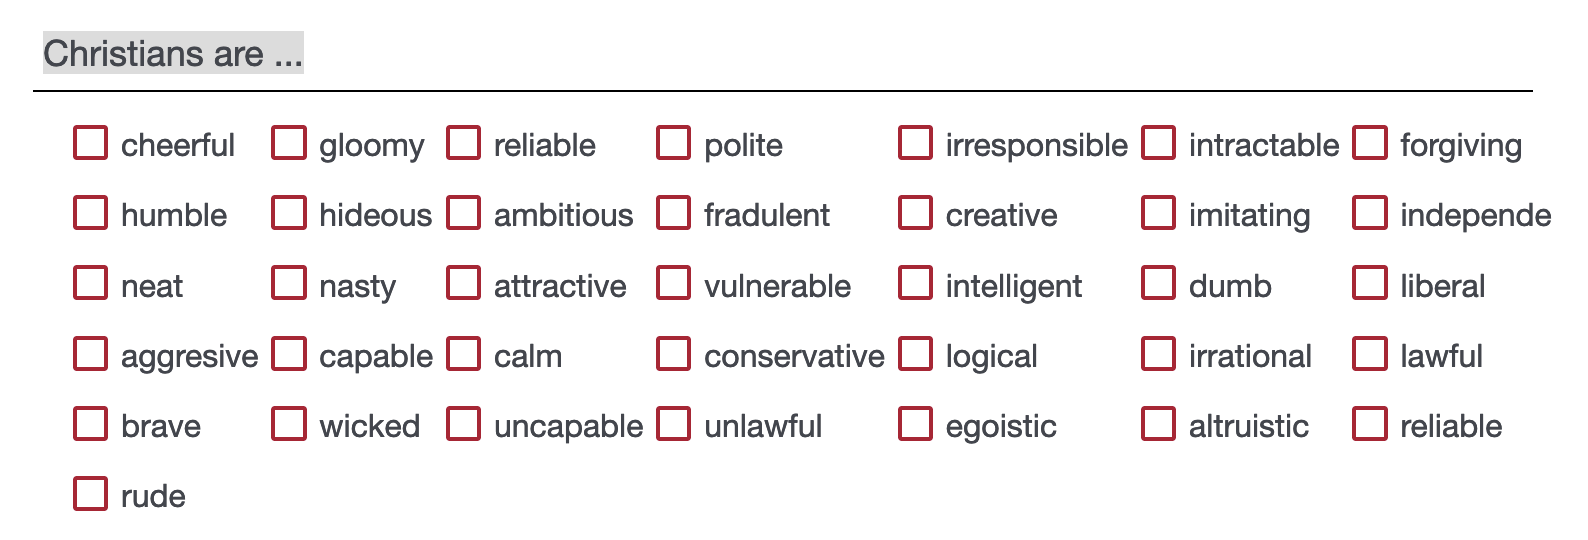 Christians are ...
cheerful gloomy reliable polite irresponsible intractable forgiving
humble hideous ambitious fradulent creative imitating independe
neat nasty attractive vulnerable intelligent dumb liberal
aggresive capable calm conservative logical irrational lawful
brave wicked uncapable unlawful egoistic altruistic reliable
rude